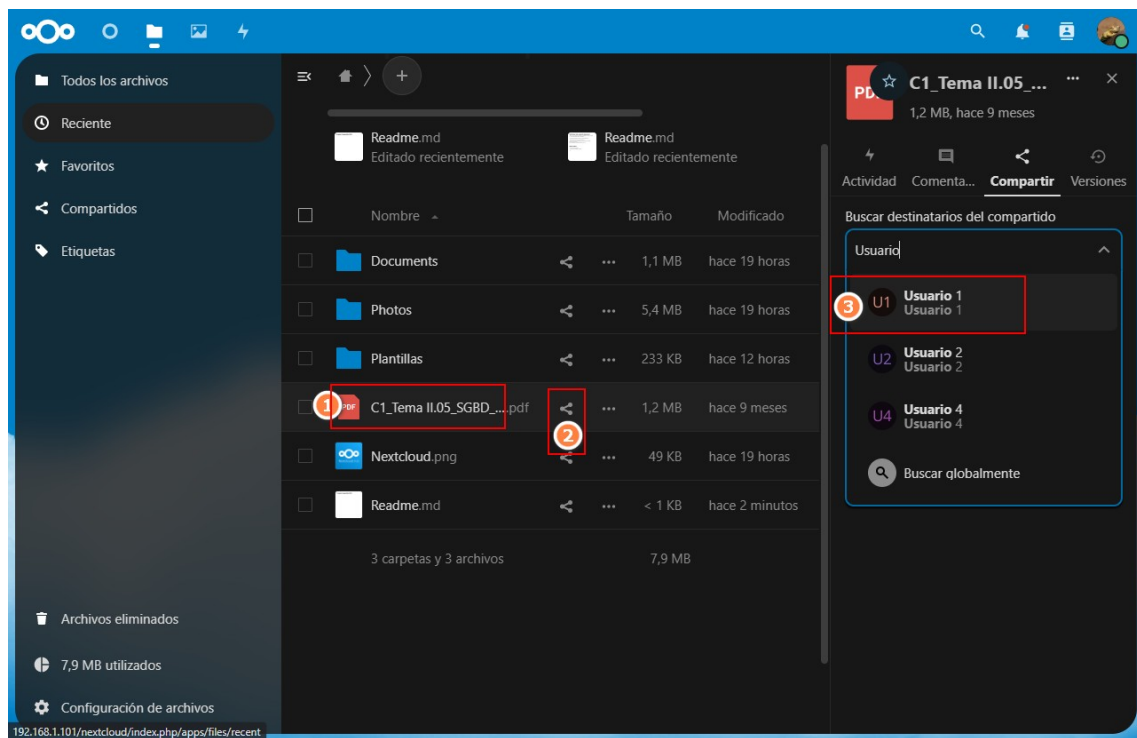 Todos los archivos
Reciente
Favoritos
Compartidos
Etiquetas
Archivos eliminados
7,9 MB utilizados
Configuración de archivos
192.168.1.101/nextcloud/index.php/apps/files/recent
Readme.md
Editado recientemente
Readme.md
Editado recientemente
Nombre Tamaño Modificado
Documents 1,1 MB hace 19 horas
Photos 5,4 MB hace 19 horas
Plantillas 233 KB hace 12 horas
1 PDF C1_Tema II.05_SGBD_....pdf 1,2 MB hace 9 meses
2
Nextcloud.png 49 KB hace 19 horas
Readme.md < 1 KB hace 2 minutos
3 carpetas y 3 archivos 7,9 MB
C1_Tema II.05_...
1,2 MB, hace 9 meses
Actividad Comenta... Compartir Versiones
Buscar destinatarios del compartido
Usuario
3 U1 Usuario 1
Usuario 1
U2 Usuario 2
Usuario 2
U4 Usuario 4
Usuario 4
Buscar globalmente